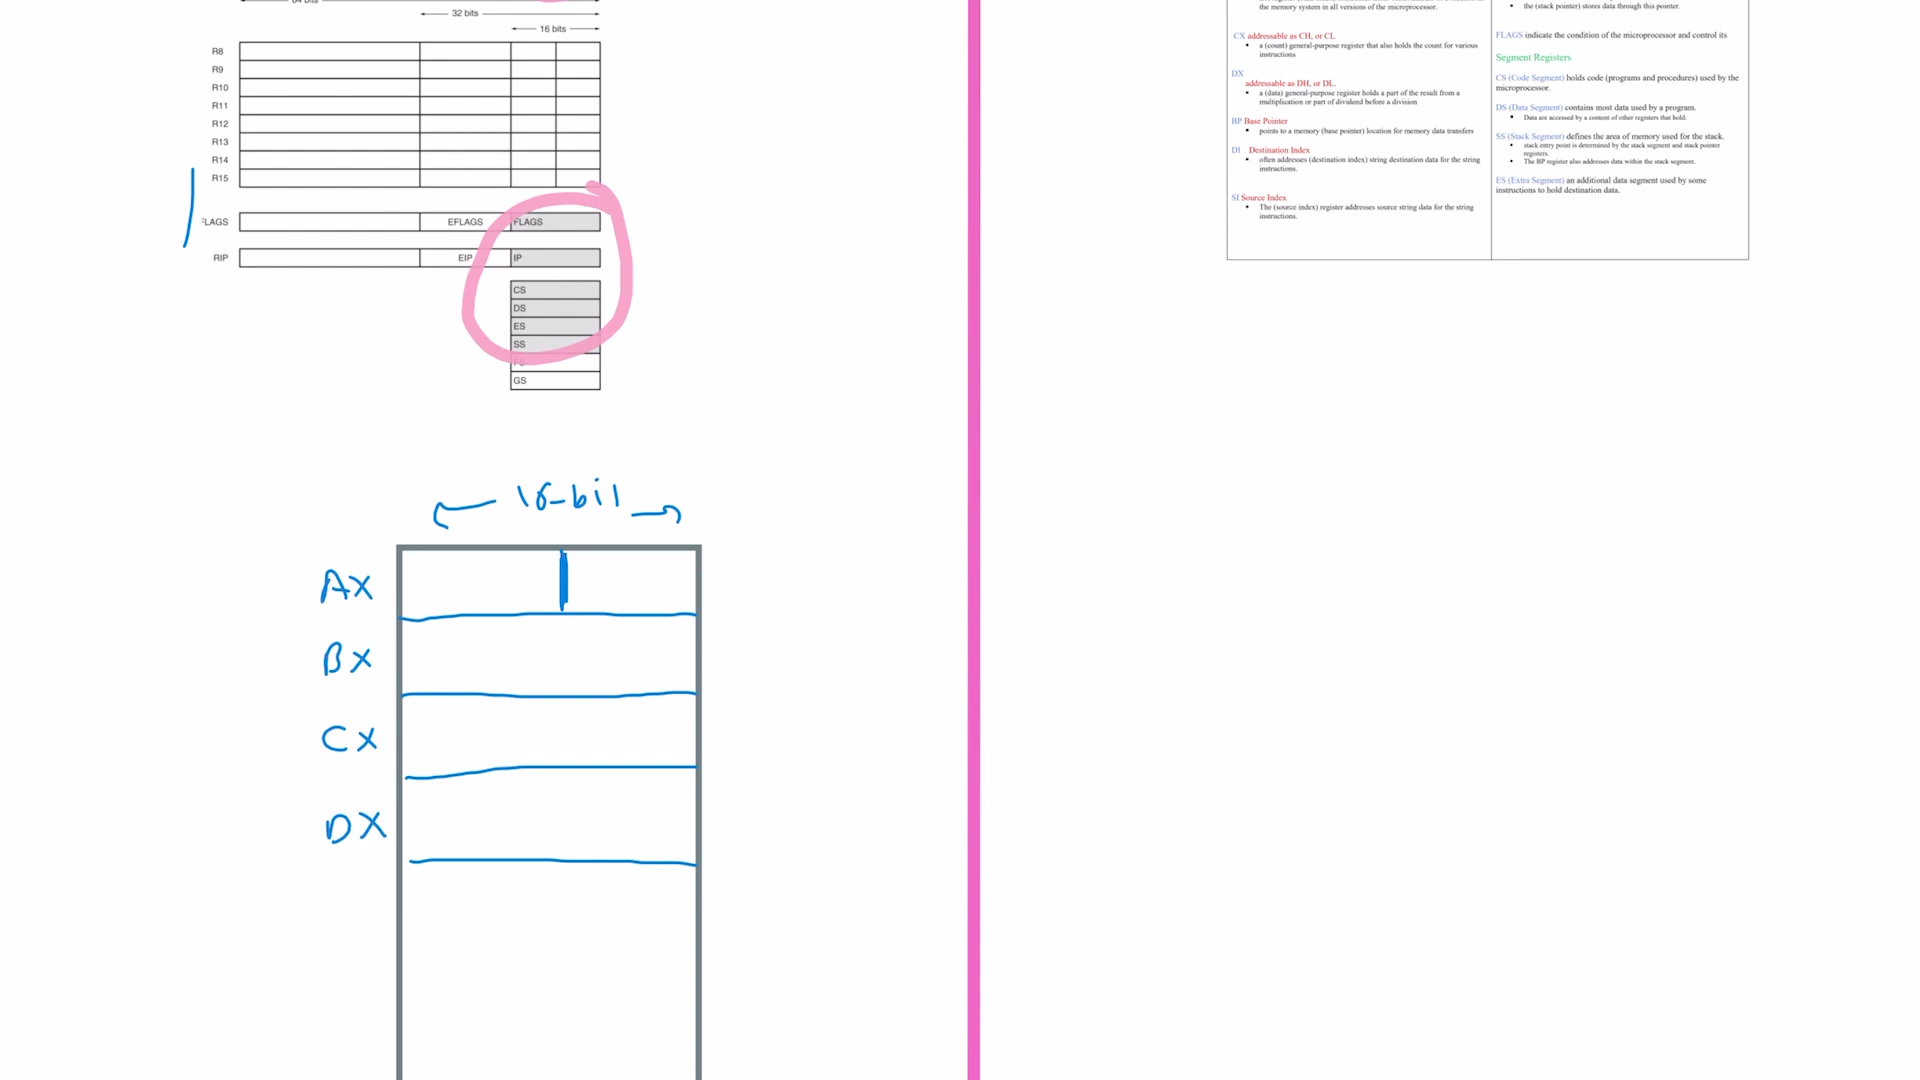 64 bits
32 bits
16 bits
R8
R9
R10
R11
R12
R13
R14
R15
FLAGS EFLAGS FLAGS
RIP EIP IP
CS
DS
ES
SS
GS
16-bit
AX
BX
CX
DX
the memory system in all versions of the microprocessor.
CX addressable as CH, or CL
▪ a (count) general-purpose register that also holds the count for various
instructions
DX
addressable as DH, or DL.
▪ a (data) general-purpose register holds a part of the result from a
multiplication or part of dividend before a division
BP Base Pointer
▪ points to a memory (base pointer) location for memory data transfers
DI Destination Index
▪ often addresses (destination index) string destination data for the string
instructions.
SI Source Index
▪ The (source index) register addresses source string data for the string
instructions.
▪ the (stack pointer) stores data through this pointer.
FLAGS indicate the condition of the microprocessor and control its
Segment Registers
CS (Code Segment) holds code (programs and procedures) used by the
microprocessor.
DS (Data Segment) contains most data used by a program.
▪ Data are accessed by a content of other registers that hold.
SS (Stack Segment) defines the area of memory used for the stack.
▪ stack entry point is determined by the stack segment and stack pointer
registers.
▪ The BP register also addresses data within the stack segment.
ES (Extra Segment) an additional data segment used by some
instructions to hold destination data.